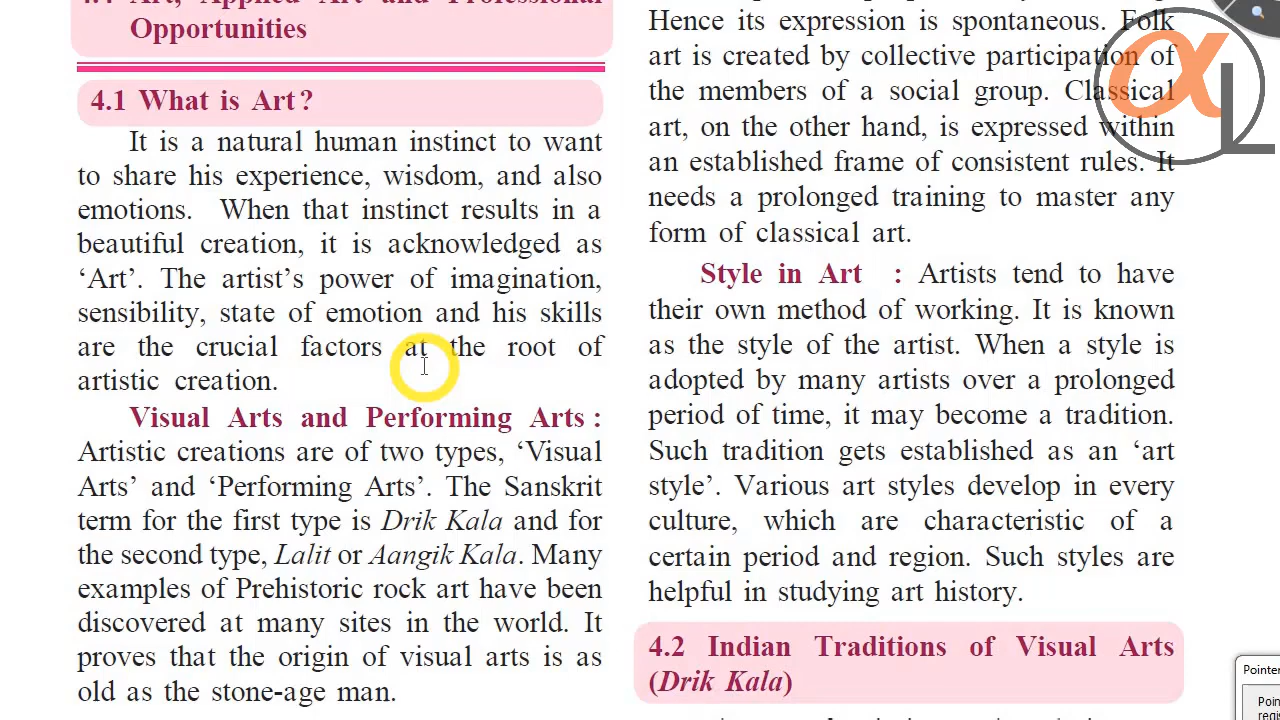 4.4 Art, Applied Art and Professional
Opportunities
4.1 What is Art?
It is a natural human instinct to want
to share his experience, wisdom, and also
emotions. When that instinct results in a
beautiful creation, it is acknowledged as
‘Art’. The artist’s power of imagination,
sensibility, state of emotion and his skills
are the crucial factors at the root of
artistic creation.
Visual Arts and Performing Arts :
Artistic creations are of two types, ‘Visual
Arts’ and ‘Performing Arts’. The Sanskrit
term for the first type is Drik Kala and for
the second type, Lalit or Aangik Kala. Many
examples of Prehistoric rock art have been
discovered at many sites in the world. It
proves that the origin of visual arts is as
old as the stone-age man.
Hence its expression is spontaneous. Folk
art is created by collective participation of
the members of a social group. Classical
art, on the other hand, is expressed within
an established frame of consistent rules. It
needs a prolonged training to master any
form of classical art.
Style in Art : Artists tend to have
their own method of working. It is known
as the style of the artist. When a style is
adopted by many artists over a prolonged
period of time, it may become a tradition.
Such tradition gets established as an ‘art
style’. Various art styles develop in every
culture, which are characteristic of a
certain period and region. Such styles are
helpful in studying art history.
4.2 Indian Traditions of Visual Arts
(Drik Kala)
αL
Pointer